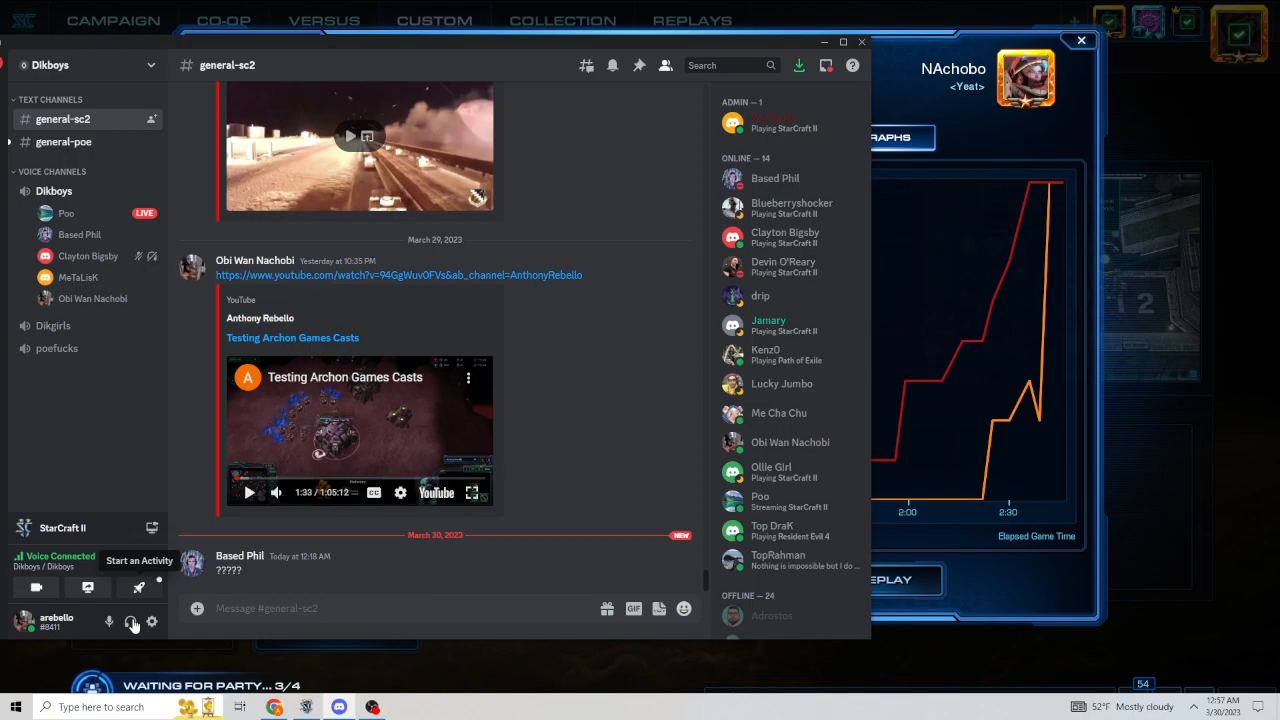 CAMPAIGN CO-OP VERSUS CUSTOM COLLECTION REPLAYS
Dikboys
# general-sc2
Search
NAchobo
<Yeat>
RAPHS
TEXT CHANNELS
# general-sc2
# general-poe
VOICE CHANNELS
Dikboys
Poo LIVE
Based Phil
Clayton Bigsby
MeTaLisK
Obi Wan Nachobi
Dikgirls
poefucks
StarCraft II
Voice Connected
Dikboys / Dikboys
Start an Activity
arebello
#8411
March 29, 2023
Obi Wan Nachobi Yesterday at 10:35 PM
https://www.youtube.com/watch?v=94GgWuvOFVs&ab_channel=AnthonyRebello
YouTube
Anthony Rebello
Testing Archon Games Casts
A Testing Archon Games Casts
1:33 / 1:05:12 CC YouTube
March 30, 2023 NEW
Based Phil Today at 12:18 AM
?????
Message #general-sc2
GIF
ADMIN — 1
Playing StarCraft II
ONLINE — 14
Based Phil
Blueberryshocker
Playing StarCraft II
Clayton Bigsby
Playing StarCraft II
Devin O'Reary
Playing StarCraft II
drip
Jamary
Playing StarCraft II
Kenz0
Playing Path of Exile
Lucky Jumbo
Me Cha Chu
Obi Wan Nachobi
Ollie GIrl
Playing StarCraft II
Poo
Streaming StarCraft II
Top DraK
Playing Resident Evil 4
TopRahman
Nothing is impossible but I do ...
OFFLINE — 24
Adrostos
2:00 2:30
Elapsed Game Time
EPLAY
12
WAITING FOR PARTY... 3/4
54
Type here to search
52°F Mostly cloudy
12:57 AM
3/30/2023